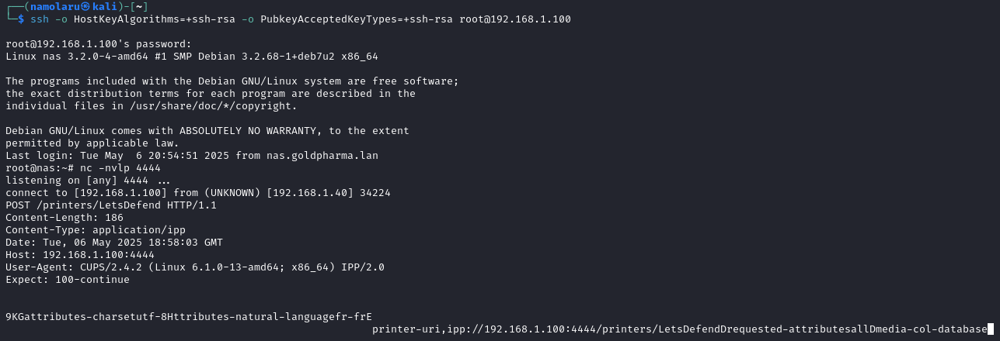 ┌──(namolaru㉿kali)-[~]
└─$ ssh -o HostKeyAlgorithms=+ssh-rsa -o PubkeyAcceptedKeyTypes=+ssh-rsa root@192.168.1.100
root@192.168.1.100's password:
Linux nas 3.2.0-4-amd64 #1 SMP Debian 3.2.68-1+deb7u2 x86_64
The programs included with the Debian GNU/Linux system are free software;
the exact distribution terms for each program are described in the
individual files in /usr/share/doc/*/copyright.
Debian GNU/Linux comes with ABSOLUTELY NO WARRANTY, to the extent
permitted by applicable law.
Last login: Tue May  6 20:54:51 2025 from nas.goldpharma.lan
root@nas:~# nc -nvlp 4444
listening on [any] 4444 ...
connect to [192.168.1.100] from (UNKNOWN) [192.168.1.40] 34224
POST /printers/LetsDefend HTTP/1.1
Content-Length: 186
Content-Type: application/ipp
Date: Tue, 06 May 2025 18:58:03 GMT
Host: 192.168.1.100:4444
User-Agent: CUPS/2.4.2 (Linux 6.1.0-13-amd64; x86_64) IPP/2.0
Expect: 100-continue
9KGattributes-charsetutf-8Httributes-natural-languagefr-frE
printer-uri,ipp://192.168.1.100:4444/printers/LetsDefendDrequested-attributesallDmedia-col-database